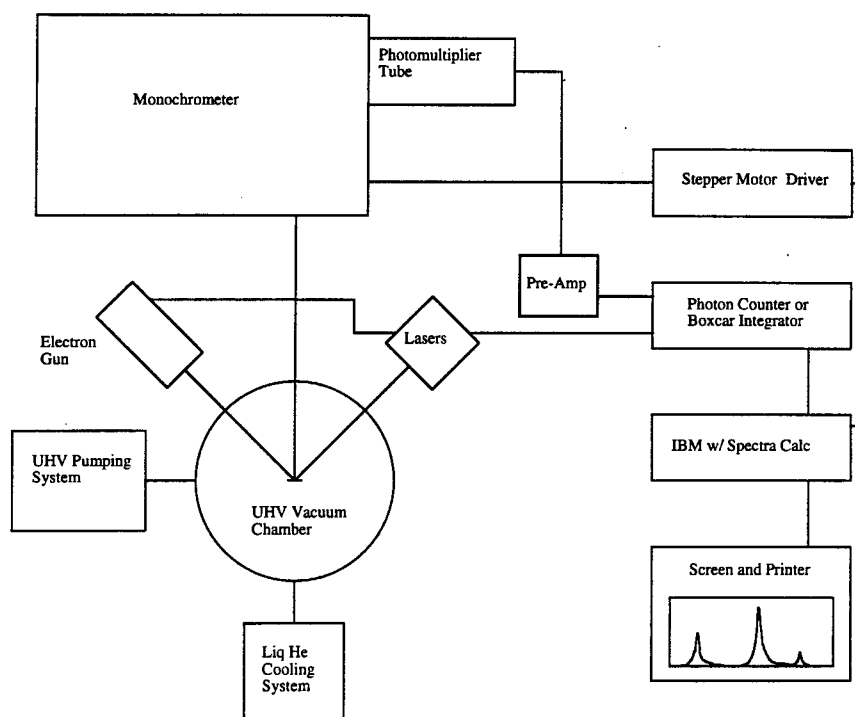 Photomultiplier
Tube
Monochrometer
Stepper Motor Driver
Pre-Amp
Photon Counter or
Boxcar Integrator
Electron
Gun
Lasers
IBM w/ Spectra Calc
UHV Pumping
System
UHV Vacuum
Chamber
Screen and Printer
Liq He
Cooling
System